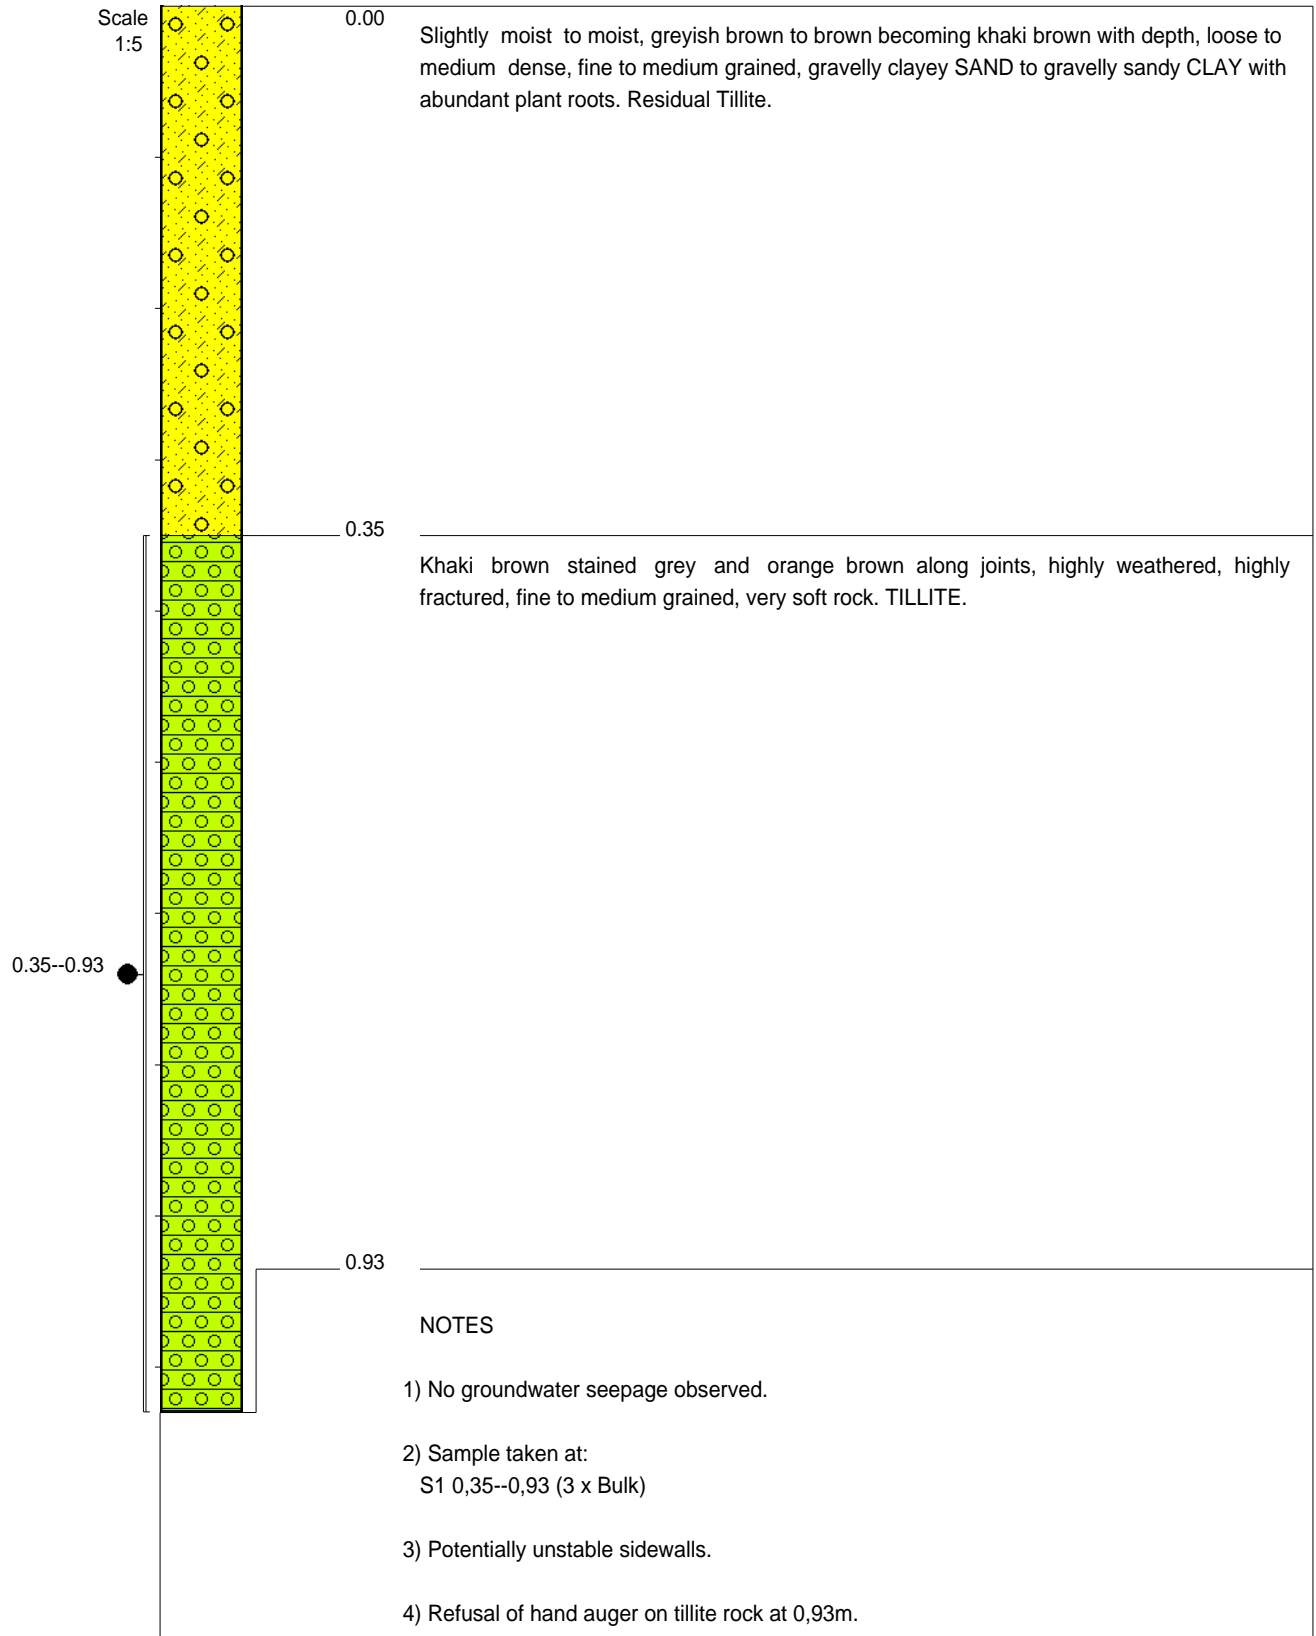 Scale
1:5
0.00
Slightly moist to moist, greyish brown to brown becoming khaki brown with depth, loose to
medium dense, fine to medium grained, gravelly clayey SAND to gravelly sandy CLAY with
abundant plant roots. Residual Tillite.
0.35
Khaki brown stained grey and orange brown along joints, highly weathered, highly
fractured, fine to medium grained, very soft rock. TILLITE.
0.35--0.93
0.93
NOTES
1) No groundwater seepage observed.
2) Sample taken at:
S1 0,35--0,93 (3 x Bulk)
3) Potentially unstable sidewalls.
4) Refusal of hand auger on tillite rock at 0,93m.